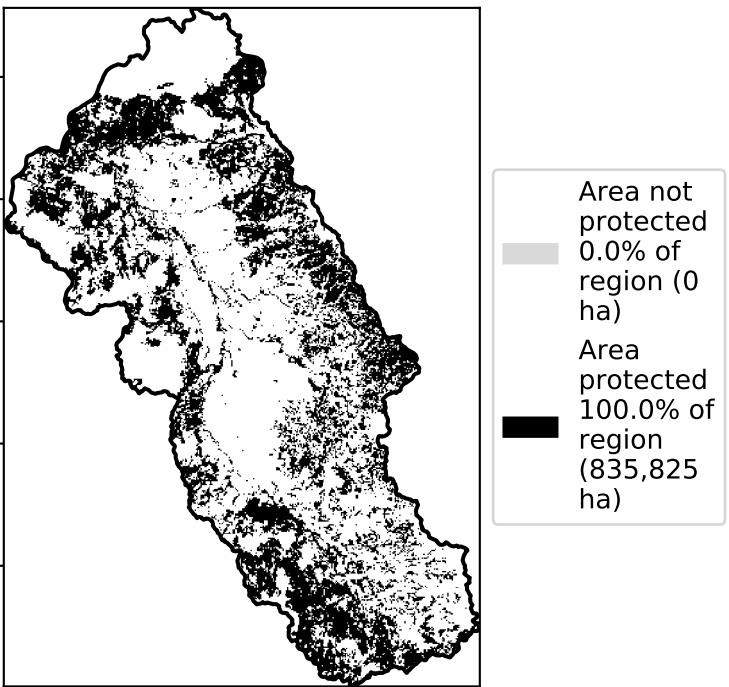 Area not
protected
0.0% of
region (0
ha)
Area
protected
100.0% of
region
(835,825
ha)